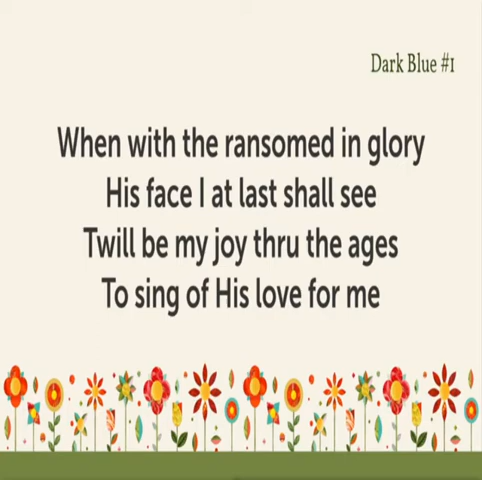 Dark Blue #1
When with the ransomed in glory
His face I at last shall see
Twill be my joy thru the ages
To sing of His love for me